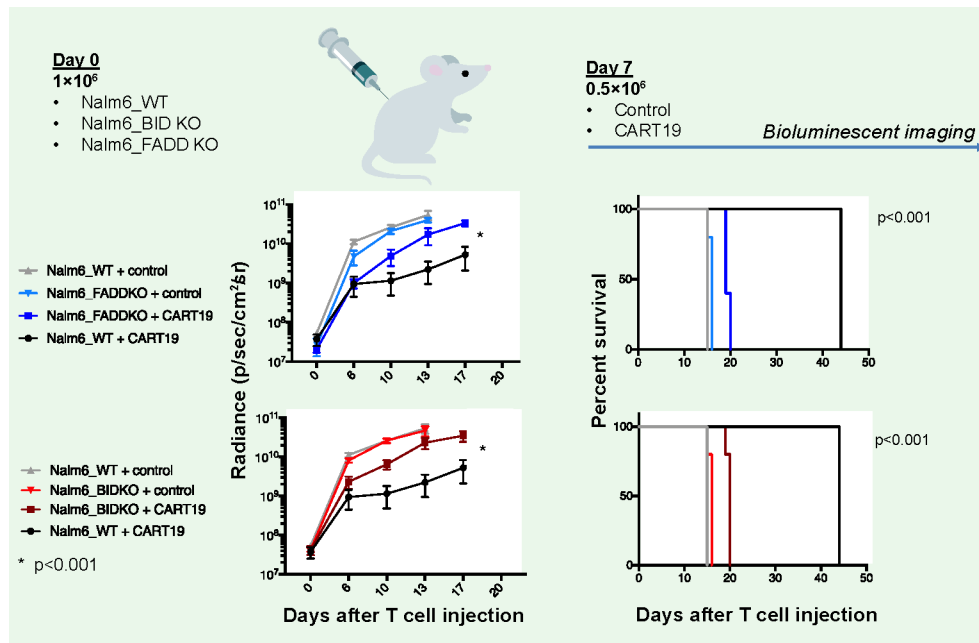 Day 0
1×10⁶
• Nalm6_WT
• Nalm6_BID KO
• Nalm6_FADD KO
Day 7
0.5×10⁶
• Control
• CART19
Bioluminescent imaging
Nalm6_WT + control
Nalm6_FADDKO + control
Nalm6_FADDKO + CART19
Nalm6_WT + CART19
Nalm6_WT + control
Nalm6_BIDKO + control
Nalm6_BIDKO + CART19
Nalm6_WT + CART19
* p<0.001
Radiance (p/sec/cm²/sr)
10¹¹
10¹⁰
10⁹
10⁸
10⁷
0 6 10 13 17 20
*
10¹¹
10¹⁰
10⁹
10⁸
10⁷
0 6 10 13 17 20
*
Days after T cell injection
Percent survival
100
50
0
0 10 20 30 40 50
p<0.001
100
50
0
0 10 20 30 40 50
p<0.001
Days after T cell injection